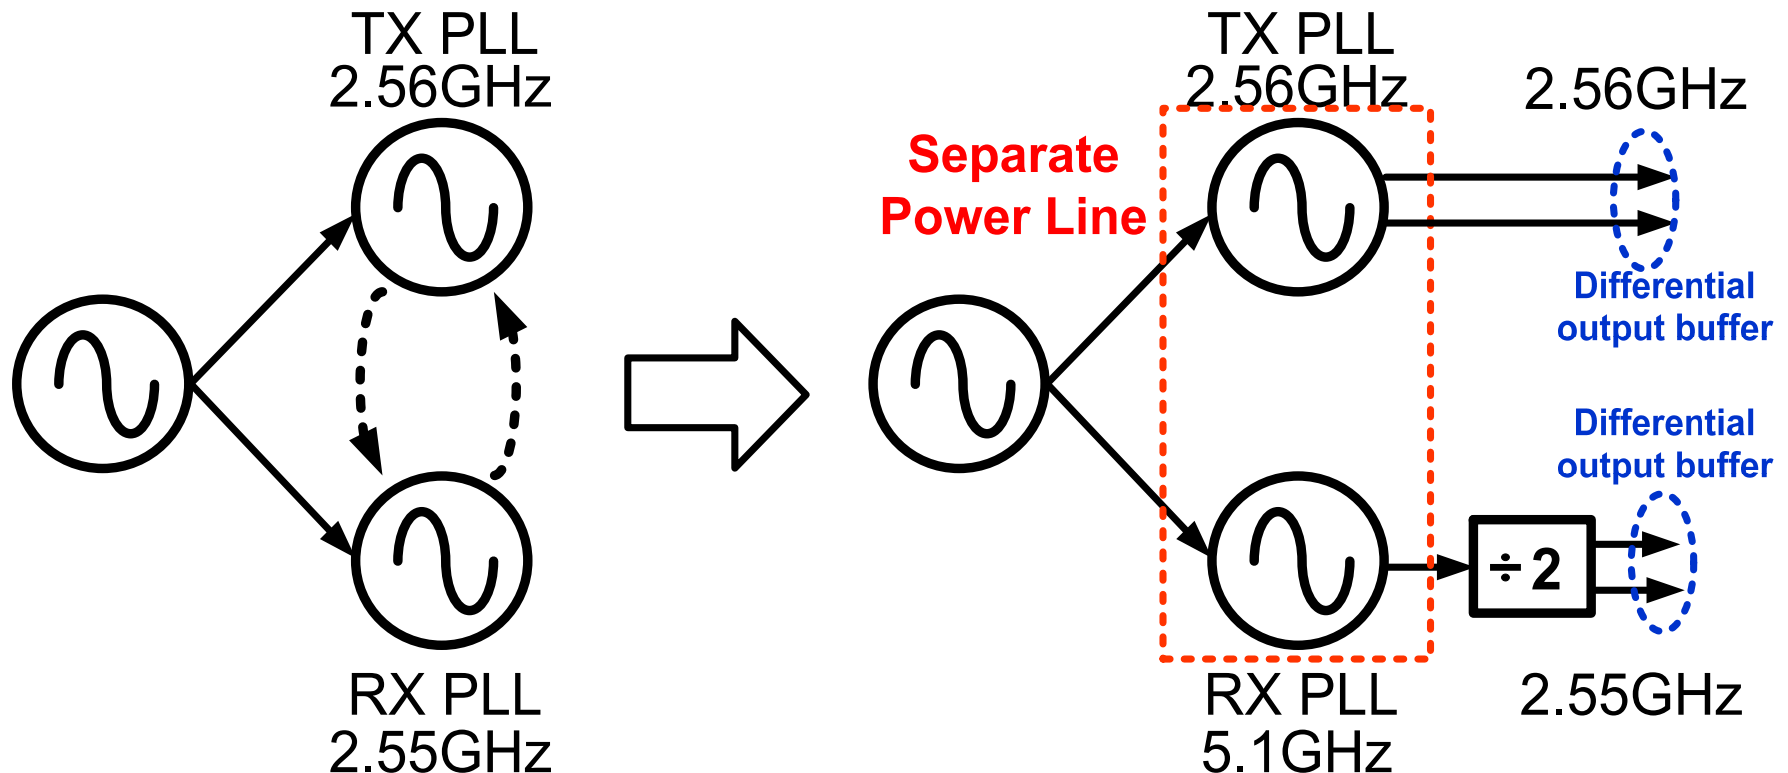 TX PLL
2.56GHz
RX PLL
2.55GHz
TX PLL
2.56GHz
Separate
Power Line
2.56GHz
Differential
output buffer
Differential
output buffer
÷2
RX PLL
5.1GHz
2.55GHz